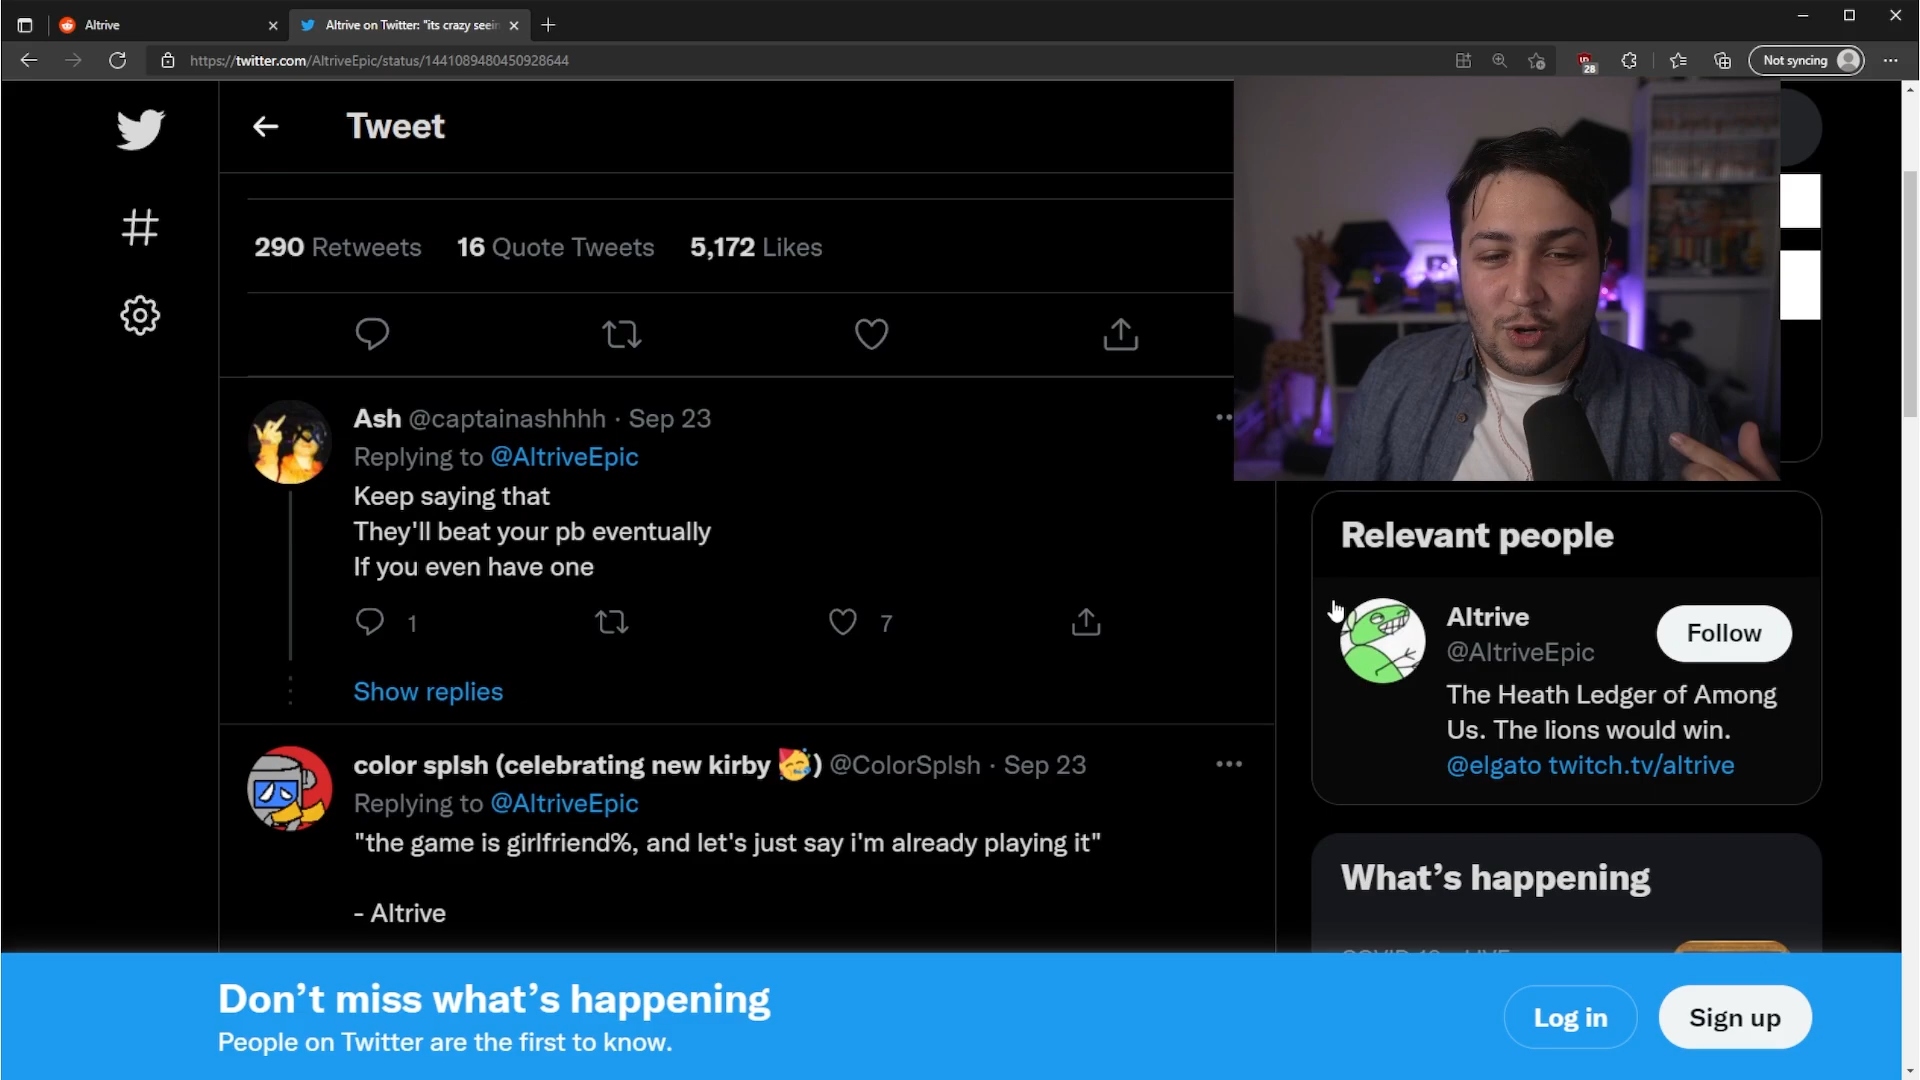 Altrive
Altrive on Twitter: "its crazy seein
https://twitter.com/AltriveEpic/status/1441089480450928644
28
Not syncing
Tweet
290 Retweets 16 Quote Tweets 5,172 Likes
Ash @captainashhhh · Sep 23
Replying to @AltriveEpic
Keep saying that
They'll beat your pb eventually
If you even have one
1
7
Show replies
color splsh (celebrating new kirby 🥳) @ColorSplsh · Sep 23
Replying to @AltriveEpic
"the game is girlfriend%, and let's just say i'm already playing it"
- Altrive
Relevant people
Altrive
@AltriveEpic
Follow
The Heath Ledger of Among
Us. The lions would win.
@elgato twitch.tv/altrive
What's happening
Don't miss what's happening
People on Twitter are the first to know.
Log in
Sign up